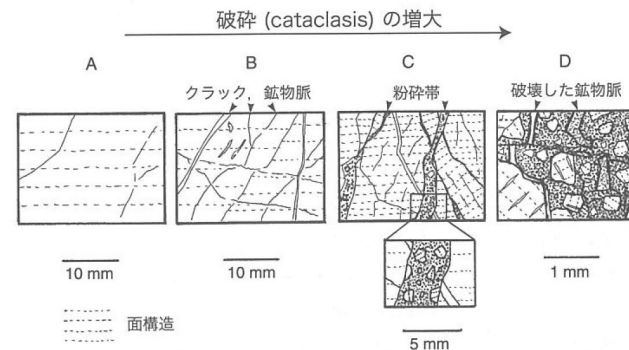 破砕 (cataclasis) の増大
A
B
C
D
クラック, 鉱物脈
粉砕帯
破壊した鉱物脈
10 mm
10 mm
1 mm
面構造
5 mm